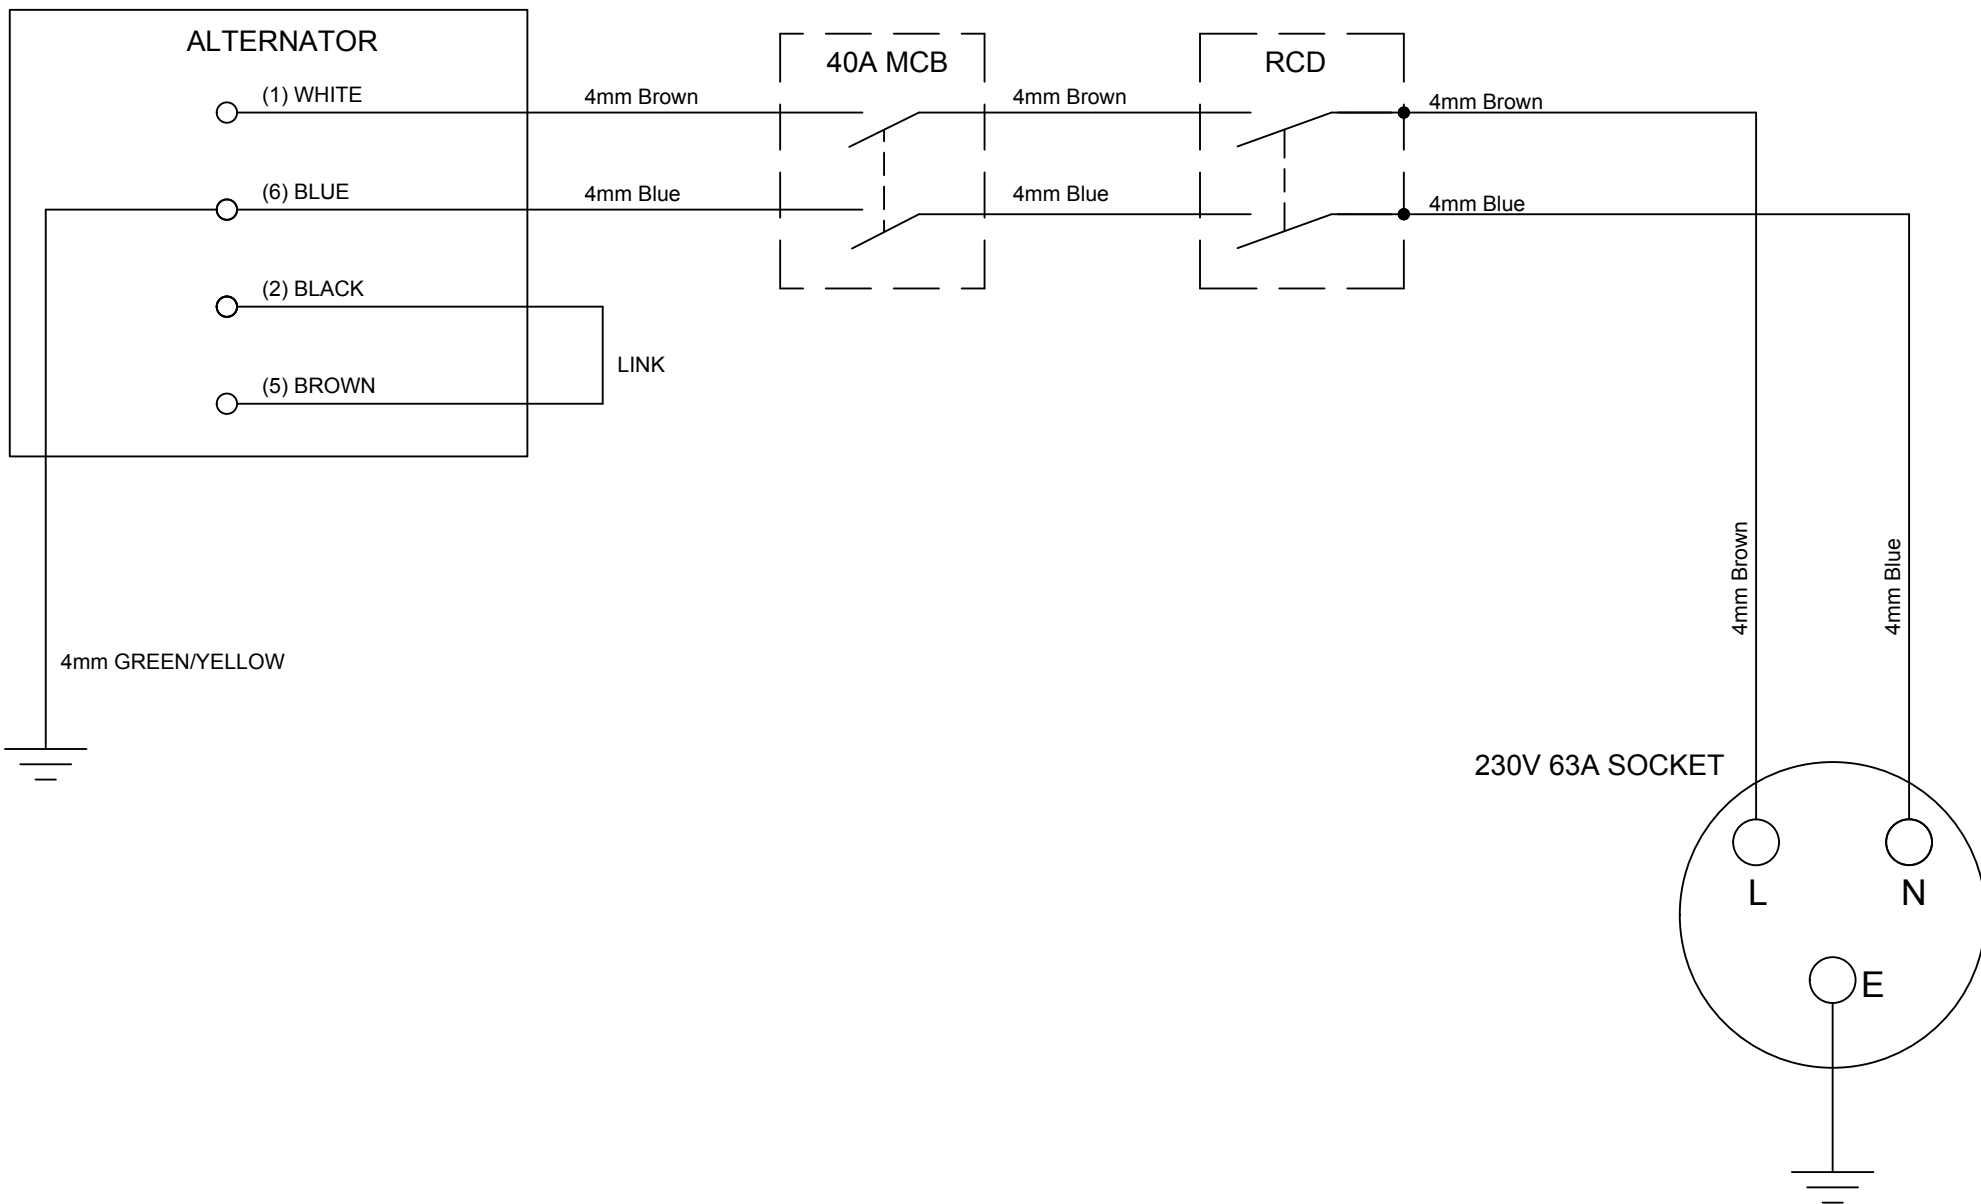 ALTERNATOR
40A MCB
RCD
(1) WHITE
4mm Brown
4mm Brown
4mm Brown
(6) BLUE
4mm Blue
4mm Blue
4mm Blue
(2) BLACK
LINK
(5) BROWN
4mm Brown
4mm Blue
4mm GREEN/YELLOW
230V 63A SOCKET
L
N
E